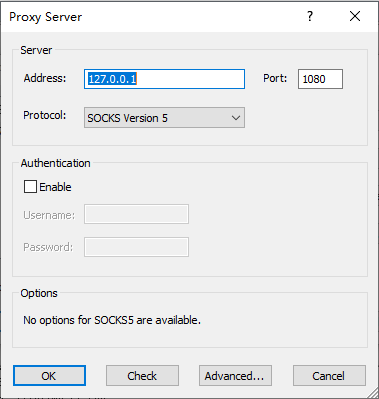 Proxy Server
Server
Address: 127.0.0.1 Port: 1080
Protocol: SOCKS Version 5
Authentication
Enable
Username:
Password:
Options
No options for SOCKS5 are available.
OK Check Advanced... Cancel